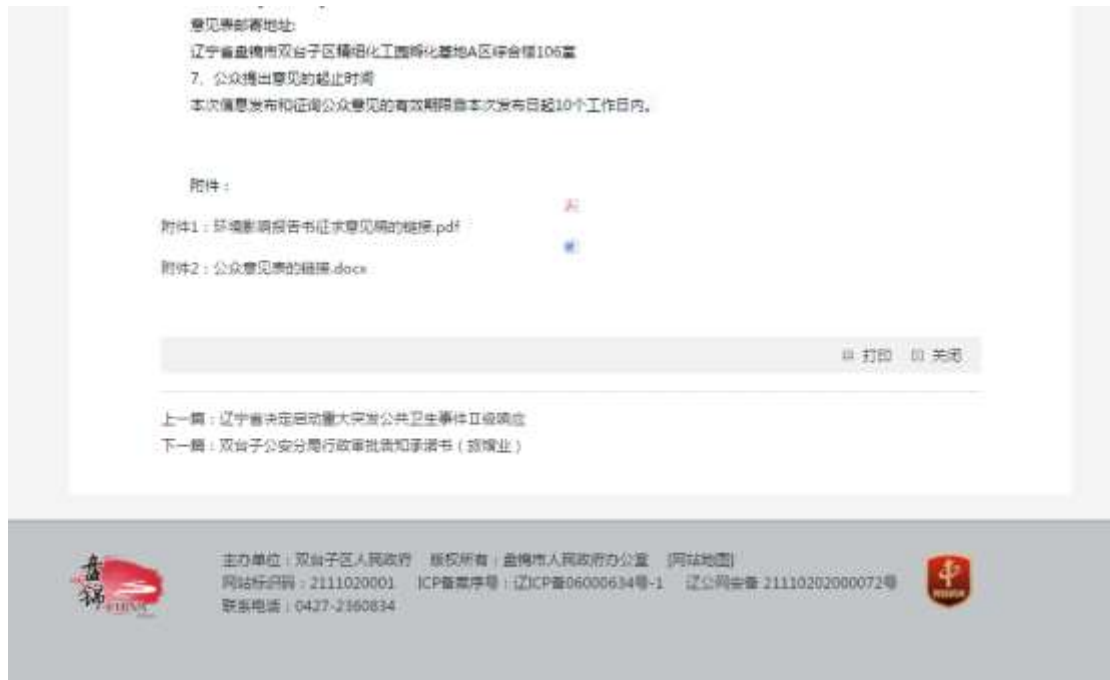 意见表邮寄地址:
辽宁省盘锦市双台子区精细化工园孵化基地A区综合楼106室
7、公众提出意见的起止时间
本次信息发布和征询公众意见的有效期限自本次发布日起10个工作日内。
附件：
附件1：环境影响报告书征求意见稿的链接.pdf
附件2：公众意见表的链接.docx
打印 关闭
上一篇：辽宁省决定启动重大突发公共卫生事件Ⅱ级响应
下一篇：双台子公安分局行政审批告知承诺书（旅馆业）
盘锦
CHINA
主办单位：双台子区人民政府 版权所有：盘锦市人民政府办公室 [网站地图]
网站标识码：2111020001 ICP备案序号：辽ICP备06000634号-1 辽公网安备 21110202000072号
联系电话：0427-2360834